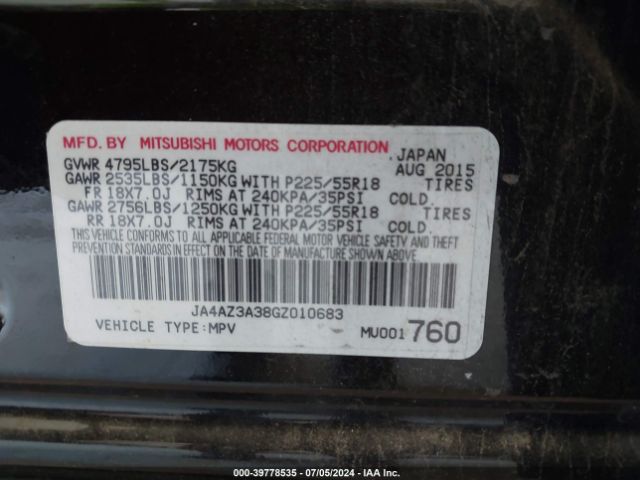 MFD. BY MITSUBISHI MOTORS CORPORATION JAPAN
GVWR 4795LBS/2175KG AUG 2015
GAWR 2535LBS/1150KG WITH P225/55R18 TIRES
FR 18X7.0J RIMS AT 240KPA/35PSI COLD.
GAWR 2756LBS/1250KG WITH P225/55R18 TIRES
RR 18X7.0J RIMS AT 240KPA/35PSI COLD.
THIS VEHICLE CONFORMS TO ALL APPLICABLE FEDERAL MOTOR VEHICLE SAFETY AND THEFT
PREVENTION STANDARDS IN EFFECT ON THE DATE OF MANUFACTURE SHOWN ABOVE.
JA4AZ3A38GZ010683
VEHICLE TYPE:MPV MU001 760
000-39778535 - 07/05/2024 - IAA Inc.